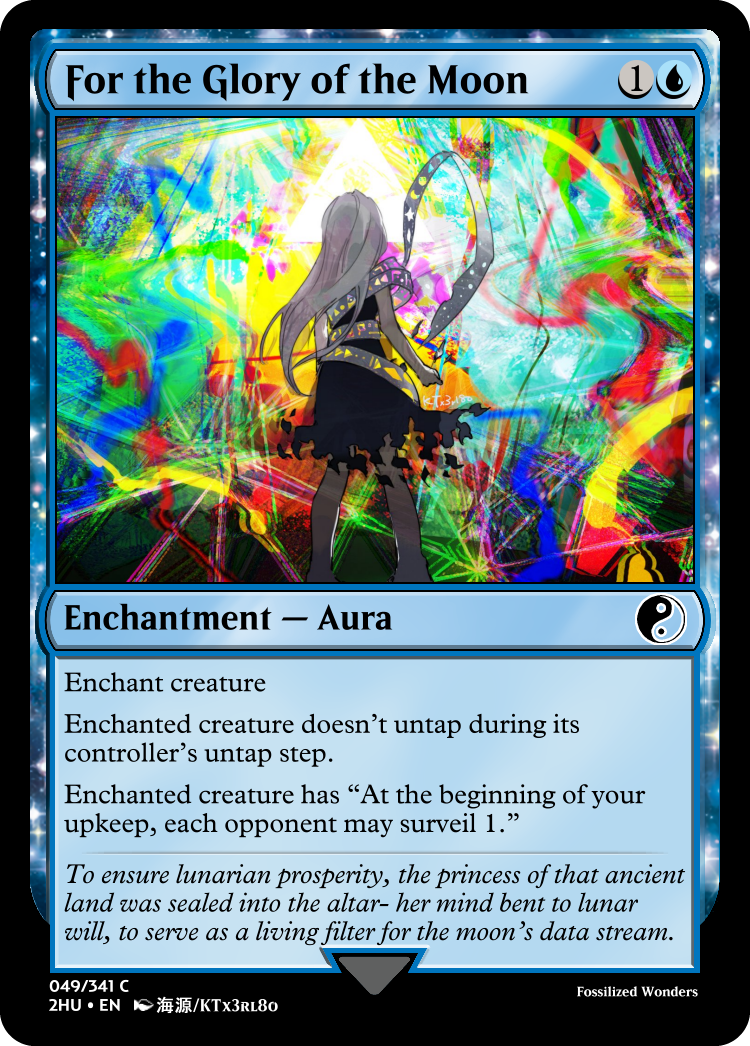 For the Glory of the Moon 1
KTx3rl80
Enchantment — Aura
Enchant creature
Enchanted creature doesn't untap during its
controller's untap step.
Enchanted creature has “At the beginning of your
upkeep, each opponent may surveil 1.”
To ensure lunarian prosperity, the princess of that ancient
land was sealed into the altar- her mind bent to lunar
will, to serve as a living filter for the moon's data stream.
049/341 C
2HU • EN 海源/KTx3rl80
Fossilized Wonders